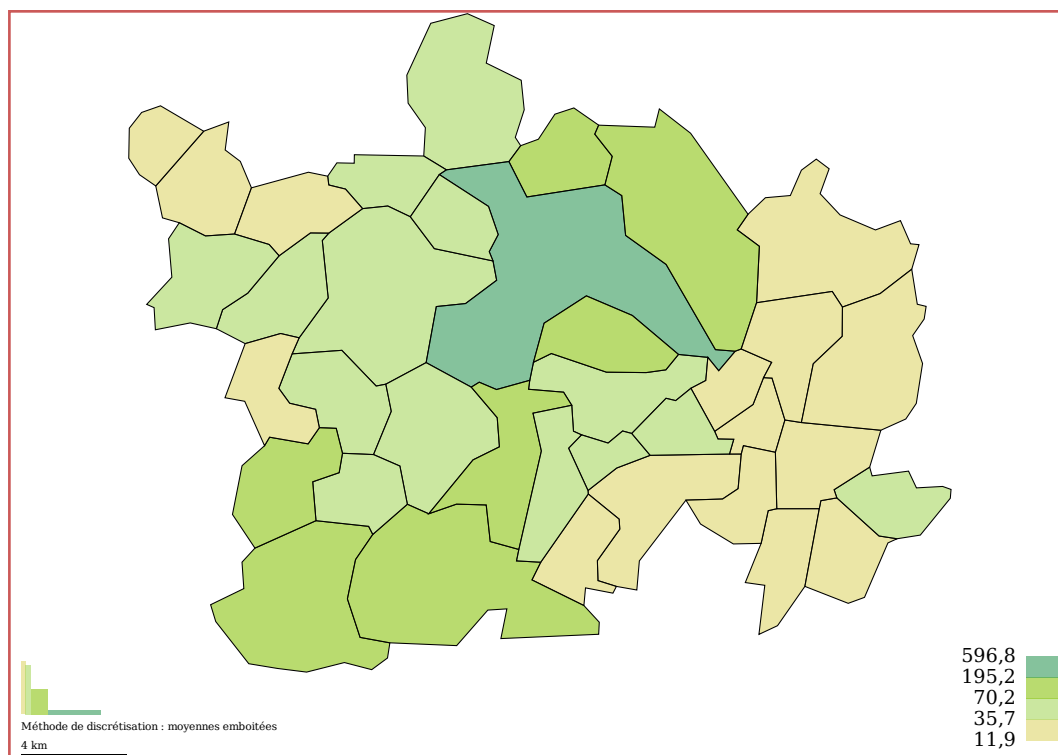 596,8
195,2
70,2
35,7
11,9
Méthode de discrétisation : moyennes emboitées
4 km